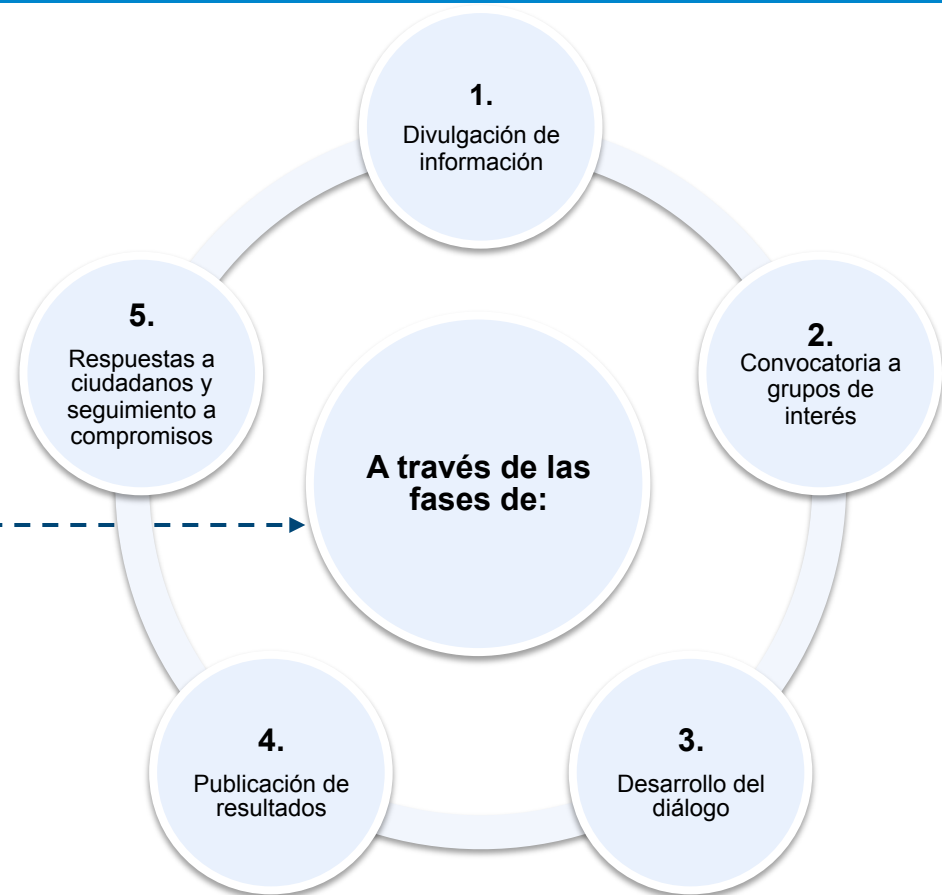 1.
Divulgación de
información
2.
Convocatoria a
grupos de
interés
3.
Desarrollo del
diálogo
4.
Publicación de
resultados
5.
Respuestas a
ciudadanos y
seguimiento a
compromisos
A través de las
fases de: